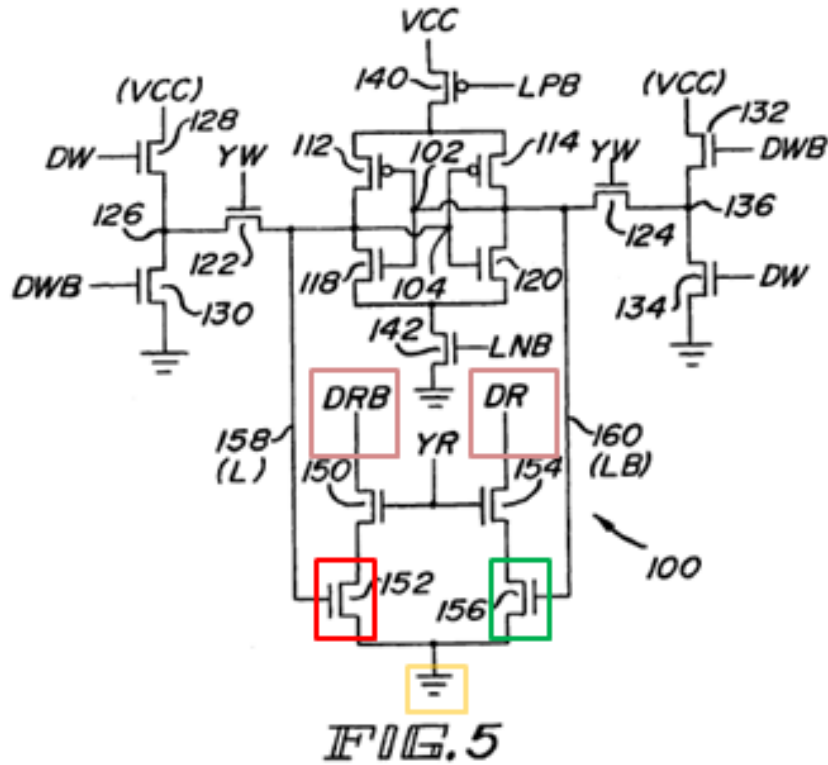 VCC
140 LPB
(VCC) (VCC)
128 132
DW YW 112 102 114 YW DWB
126 136
122 124
118 104 120
DWB DW
130 134
142 LNB
DRB DR
158 (L) YR 160 (LB)
150 154
100
152 156
FIG.5